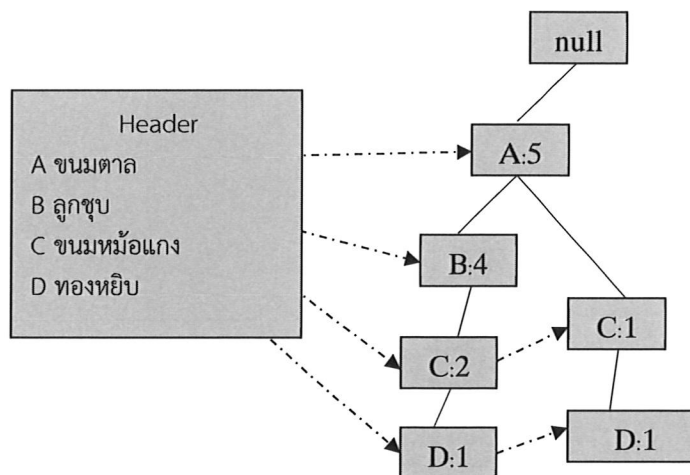 null
Header
A ขนมตาล
B ลูกชุบ
C ขนมหม้อแกง
D ทองหยิบ
A:5
B:4
C:2
C:1
D:1
D:1